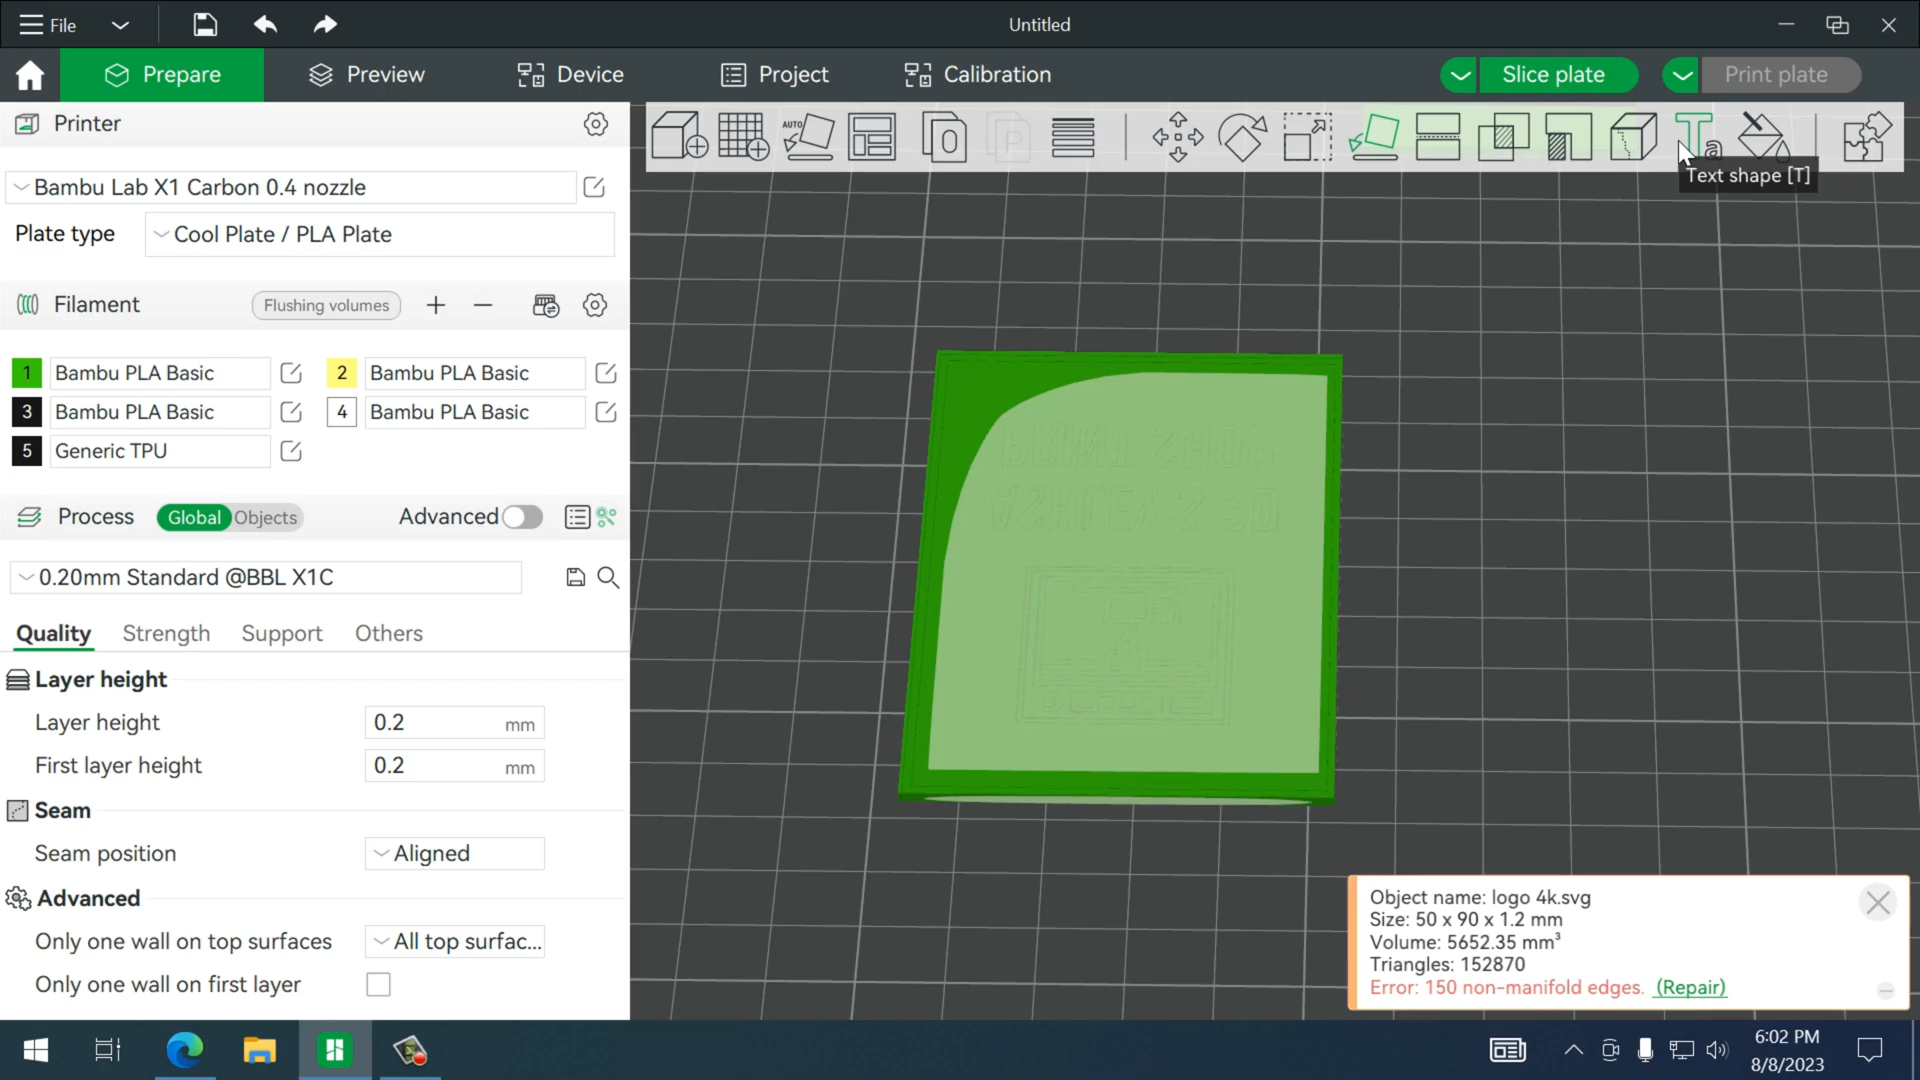 File
Untitled
Prepare
Preview
Device
Project
Calibration
Slice plate
Print plate
Printer
AUTO
Text shape [T]
Bambu Lab X1 Carbon 0.4 nozzle
Plate type
Cool Plate / PLA Plate
Filament
Flushing volumes
1 Bambu PLA Basic
2 Bambu PLA Basic
3 Bambu PLA Basic
4 Bambu PLA Basic
5 Generic TPU
Process
Global
Objects
Advanced
0.20mm Standard @BBL X1C
Quality
Strength
Support
Others
Layer height
Layer height 0.2 mm
First layer height 0.2 mm
Seam
Seam position Aligned
Advanced
Only one wall on top surfaces All top surfac...
Only one wall on first layer
PRINT SHOP
Object name: logo 4k.svg
Size: 50 x 90 x 1.2 mm
Volume: 5652.35 mm³
Triangles: 152870
Error: 150 non-manifold edges. (Repair)
6:02 PM
8/8/2023